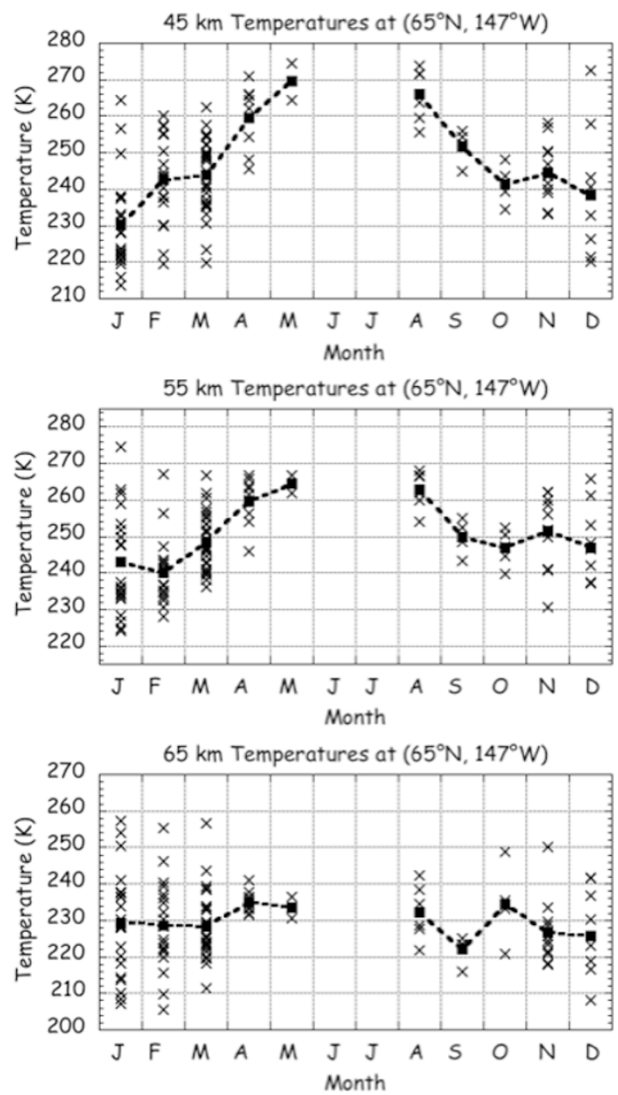 45 km Temperatures at (65°N, 147°W)
280
270
260
250
240
230
220
210
Temperature (K)
J F M A M J J A S O N D
Month
55 km Temperatures at (65°N, 147°W)
280
270
260
250
240
230
220
Temperature (K)
J F M A M J J A S O N D
Month
65 km Temperatures at (65°N, 147°W)
270
260
250
240
230
220
210
200
Temperature (K)
J F M A M J J A S O N D
Month